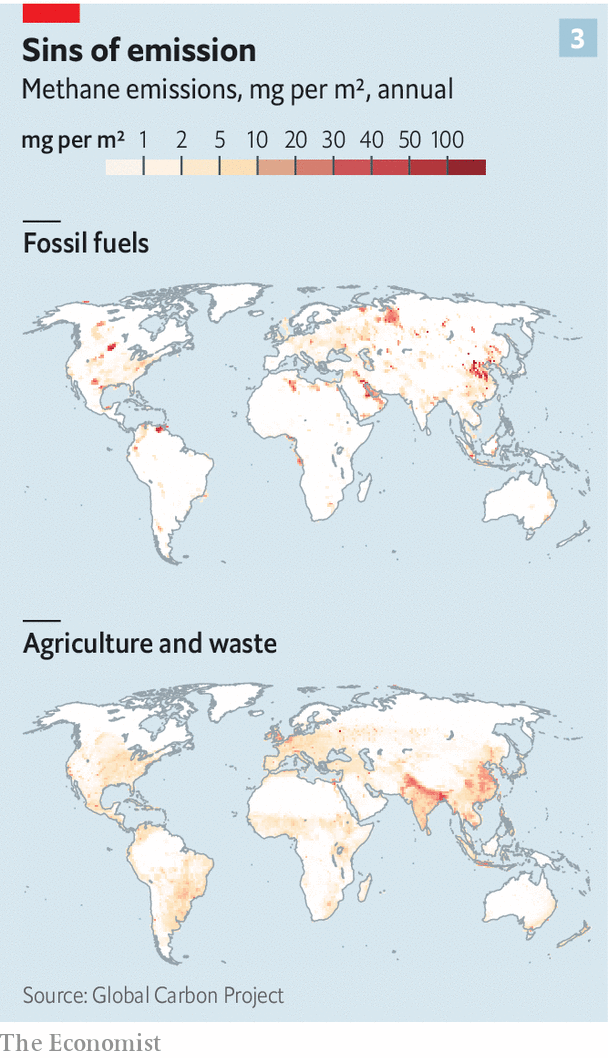 3
Sins of emission
Methane emissions, mg per m², annual
mg per m² 1 2 5 10 20 30 40 50 100
Fossil fuels
Agriculture and waste
Source: Global Carbon Project
The Economist